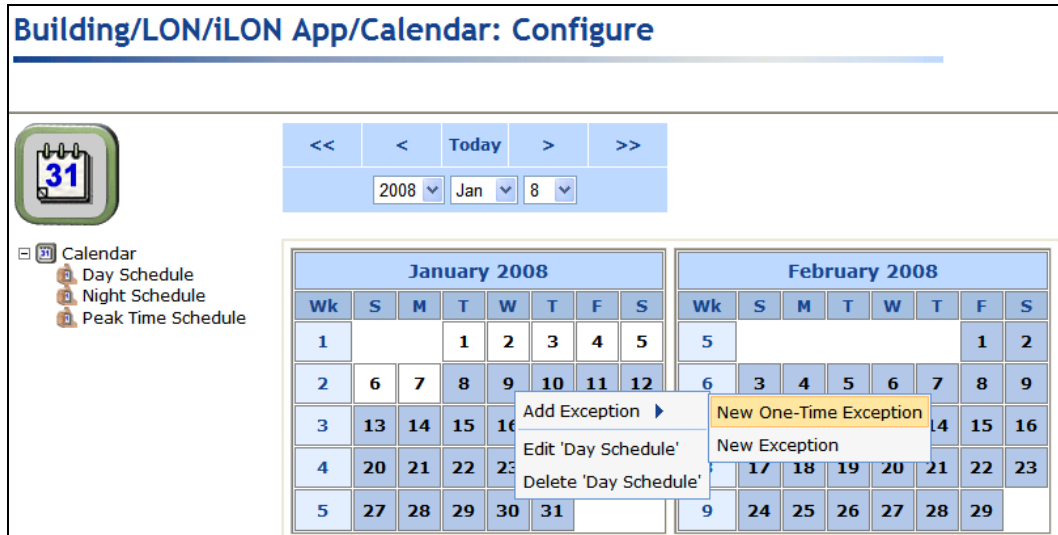 Building/LON/iLON App/Calendar: Configure
<< < Today > >>
31
2008 Jan 8
Calendar
Day Schedule
Night Schedule
Peak Time Schedule
January 2008
Wk S M T W T F S
1 1 2 3 4 5
2 6 7 8 9 10 11 12
3 13 14 15 16
4 20 21 22 23
5 27 28 29 30 31
February 2008
Wk S M T W T F S
5 1 2
6 3 4 5 6 7 8 9
14 15 16
17 18 19 20 21 22 23
9 24 25 26 27 28 29
Add Exception
Edit 'Day Schedule'
Delete 'Day Schedule'
New One-Time Exception
New Exception